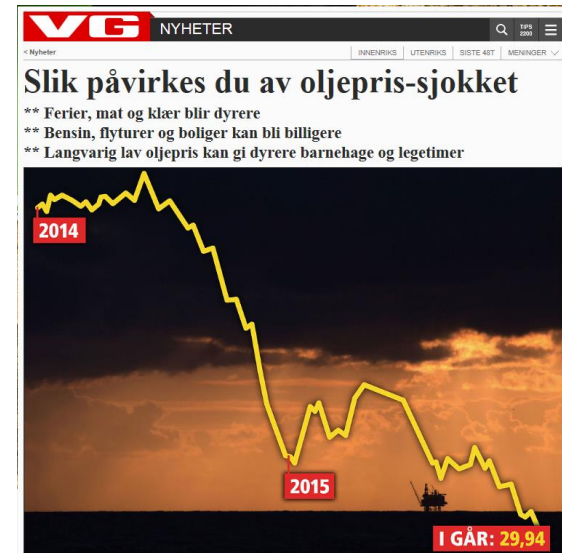 VG NYHETER TIPS 2200
< Nyheter INNENRIKS UTENRIKS SISTE 48T MENINGER
Slik påvirkes du av oljepris-sjokket
** Ferier, mat og klær blir dyrere
** Bensin, flyturer og boliger kan bli billigere
** Langvarig lav oljepris kan gi dyrere barnehage og legetimer
2014
2015
I GÅR: 29,94